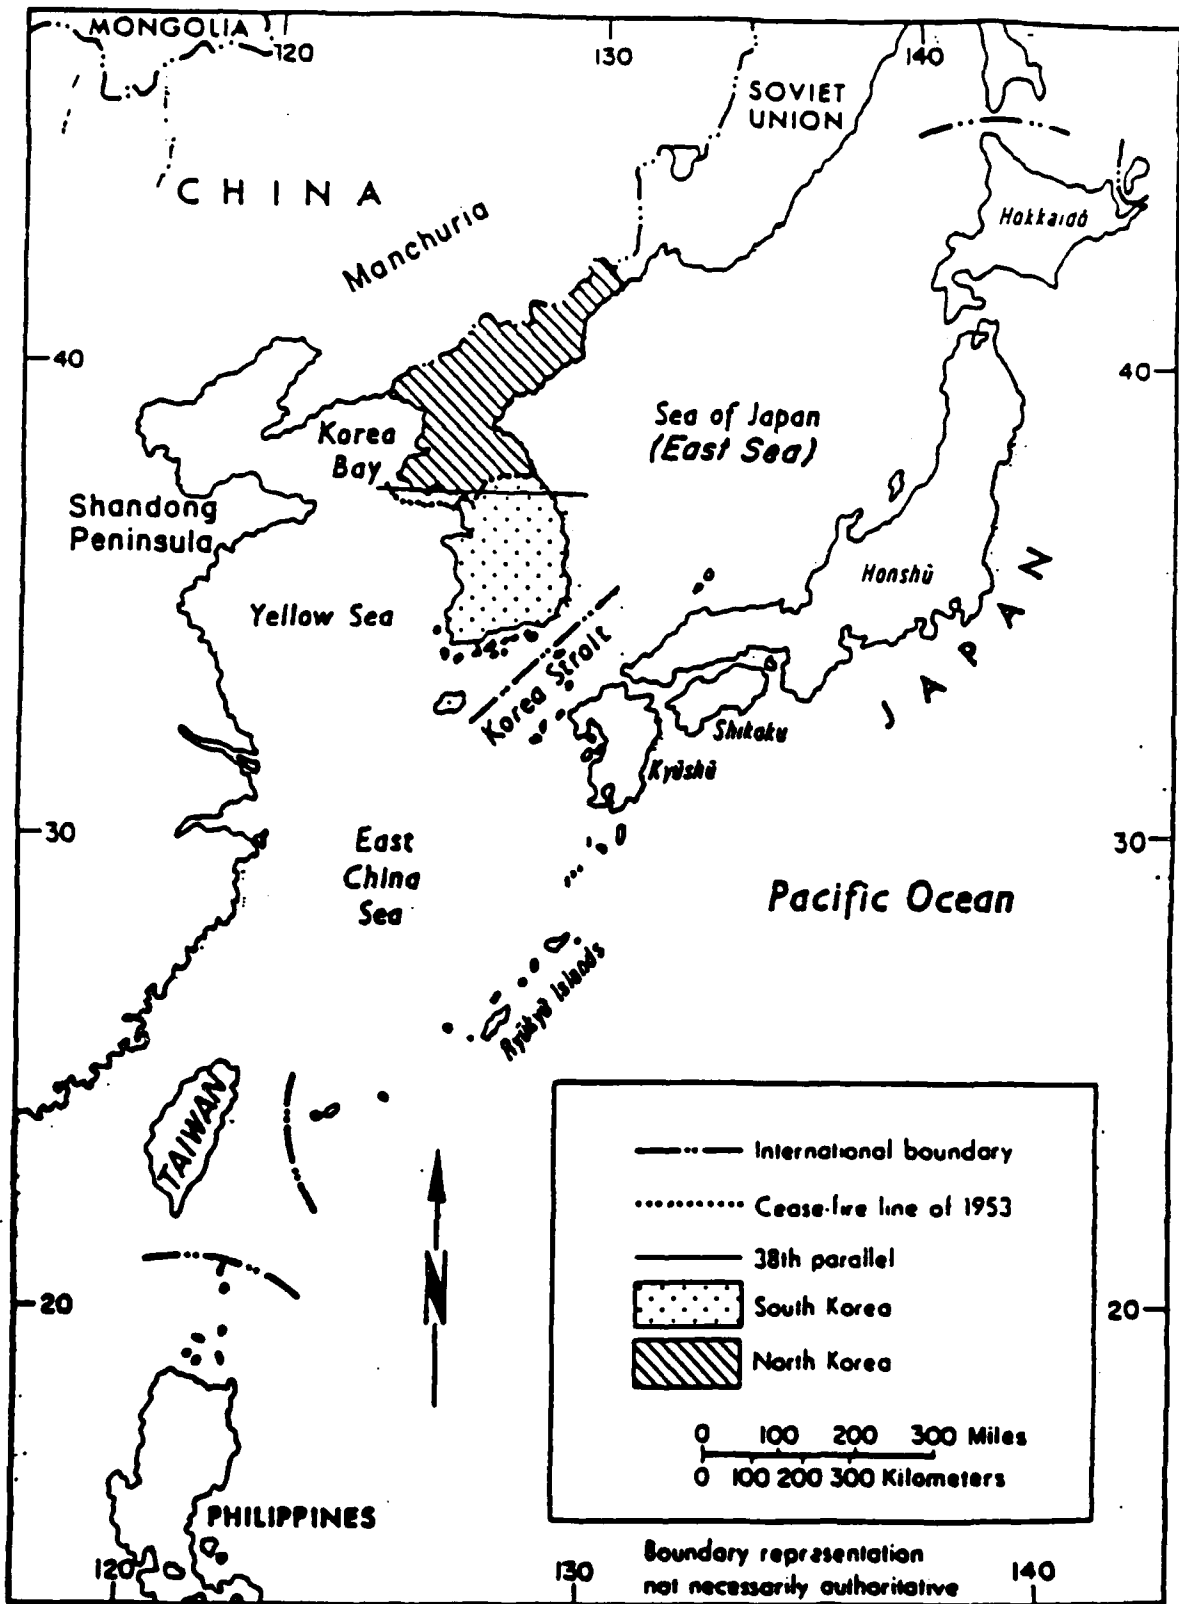 MONGOLIA
120
130
140
SOVIET
UNION
CHINA
Manchuria
Hokkaidō
40
40
Korea
Bay
Sea of Japan
(East Sea)
Shandong
Peninsula
Honshū
Yellow Sea
Korea Strait
JAPAN
Shikoku
Kyūshū
30
30
East
China
Sea
Pacific Ocean
Ryūkyū Islands
TAIWAN
N
International boundary
Cease-fire line of 1953
38th parallel
20
20
South Korea
North Korea
0 100 200 300 Miles
0 100 200 300 Kilometers
PHILIPPINES
120
130
140
Boundary representation
not necessarily authoritative